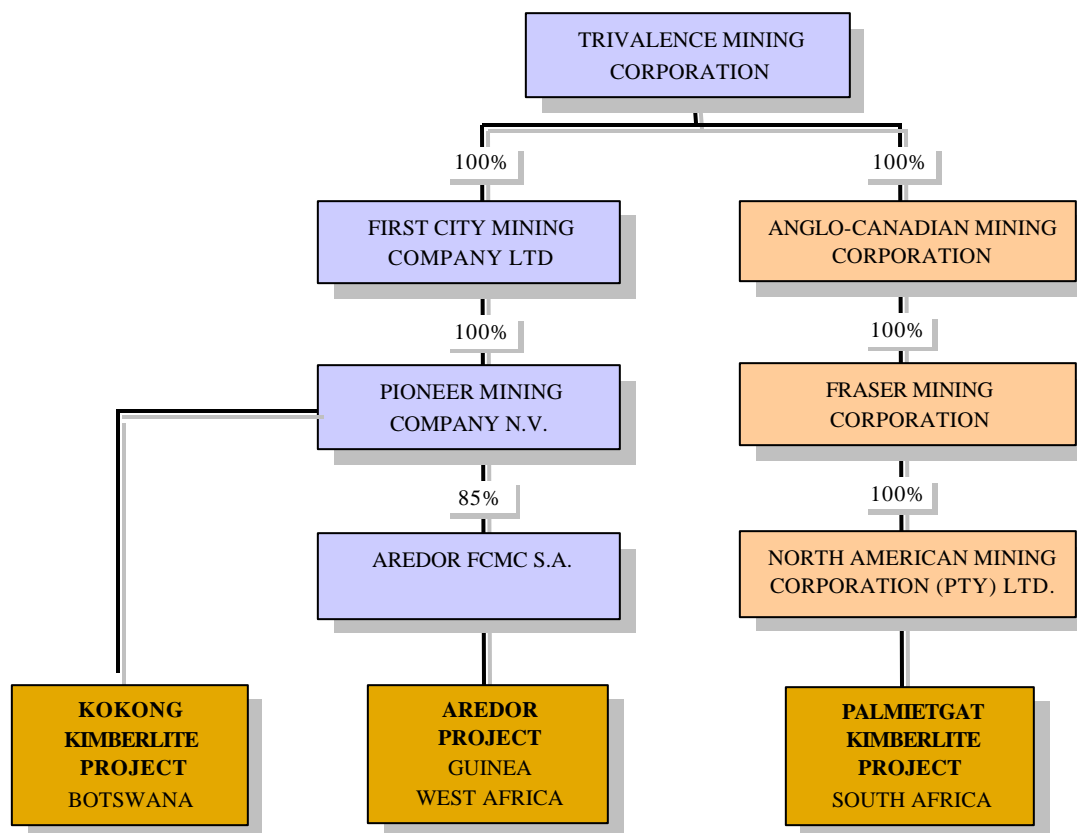 TRIVALENCE MINING
CORPORATION
100%
100%
FIRST CITY MINING
COMPANY LTD
ANGLO-CANADIAN MINING
CORPORATION
100%
100%
PIONEER MINING
COMPANY N.V.
FRASER MINING
CORPORATION
85%
100%
AREDOR FCMC S.A.
NORTH AMERICAN MINING
CORPORATION (PTY) LTD.
KOKONG
KIMBERLITE
PROJECT
BOTSWANA
AREDOR
PROJECT
GUINEA
WEST AFRICA
PALMIETGAT
KIMBERLITE
PROJECT
SOUTH AFRICA